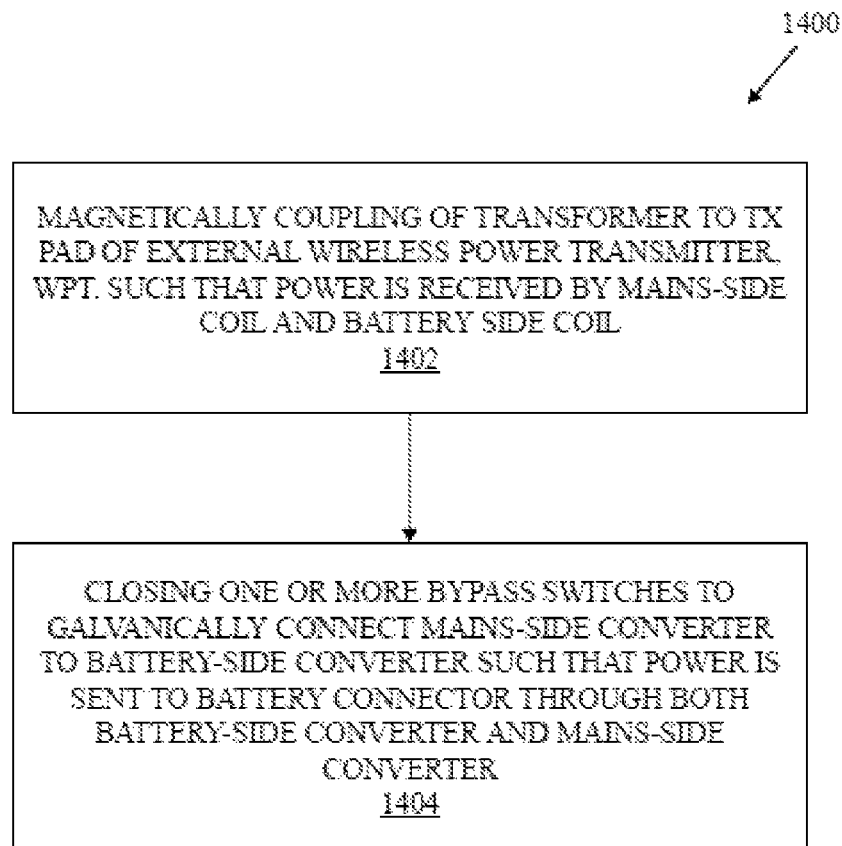 1400
MAGNETICALLY COUPLING OF TRANSFORMER TO TX
PAD OF EXTERNAL WIRELESS POWER TRANSMITTER,
WPT, SUCH THAT POWER IS RECEIVED BY MAINS-SIDE
COIL AND BATTERY SIDE COIL
1402
CLOSING ONE OR MORE BYPASS SWITCHES TO
GALVANICALLY CONNECT MAINS-SIDE CONVERTER
TO BATTERY-SIDE CONVERTER SUCH THAT POWER IS
SENT TO BATTERY CONNECTOR THROUGH BOTH
BATTERY-SIDE CONVERTER AND MAINS-SIDE
CONVERTER
1404